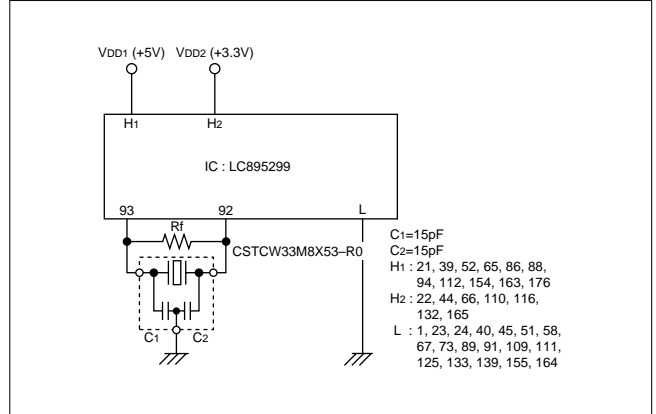 VDD1 (+5V) VDD2 (+3.3V)
H1 H2
IC : LC895299
93 92 L
Rf
CSTCW33M8X53–R0
C1 C2
C1=15pF
C2=15pF
H1 : 21, 39, 52, 65, 86, 88,
94, 112, 154, 163, 176
H2 : 22, 44, 66, 110, 116,
132, 165
L : 1, 23, 24, 40, 45, 51, 58,
67, 73, 89, 91, 109, 111,
125, 133, 139, 155, 164